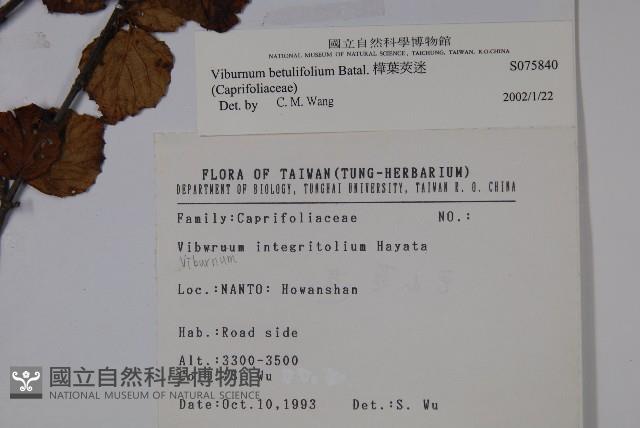 國立自然科學博物館
NATIONAL MUSEUM OF NATURAL SCIENCE, TAICHUNG, TAIWAN, R.O.CHINA
Viburnum betulifolium Batal. 樺葉莢迷 S075840
(Caprifoliaceae)
Det. by C. M. Wang 2002/1/22
FLORA OF TAIWAN(TUNG-HERBARIUM)
DEPARTMENT OF BIOLOGY, TUNGHAI UNIVERSITY, TAIWAN R. O. CHINA
Family:Caprifoliaceae NO.:
Vibwruum integritolium Hayata
Viburnum
Loc.:NANTO: Howanshan
Hab.:Road side
Alt.:3300-3500
Wu
Date:Oct.10,1993 Det.:S. Wu
國立自然科學博物館
NATIONAL MUSEUM OF NATURAL SCIENCE